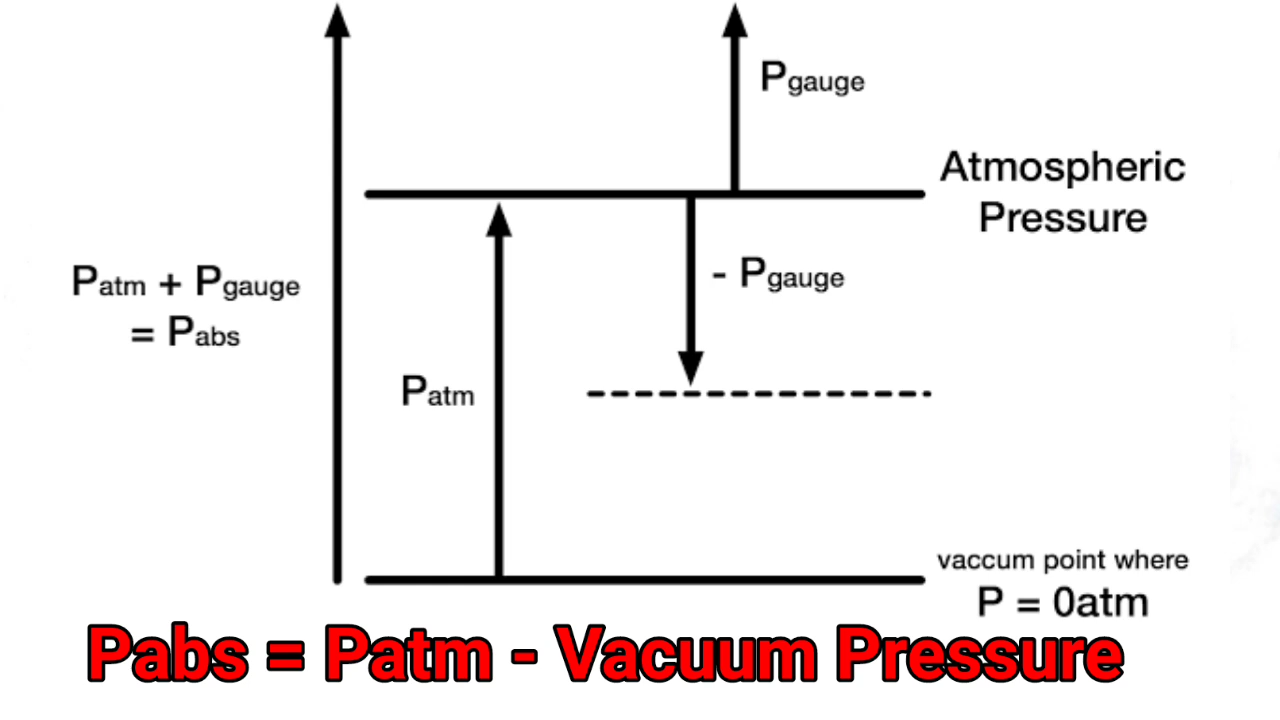 Pgauge
Atmospheric
Pressure
- Pgauge
Patm + Pgauge
= Pabs
Patm
vaccum point where
P = 0atm
Pabs = Patm - Vacuum Pressure